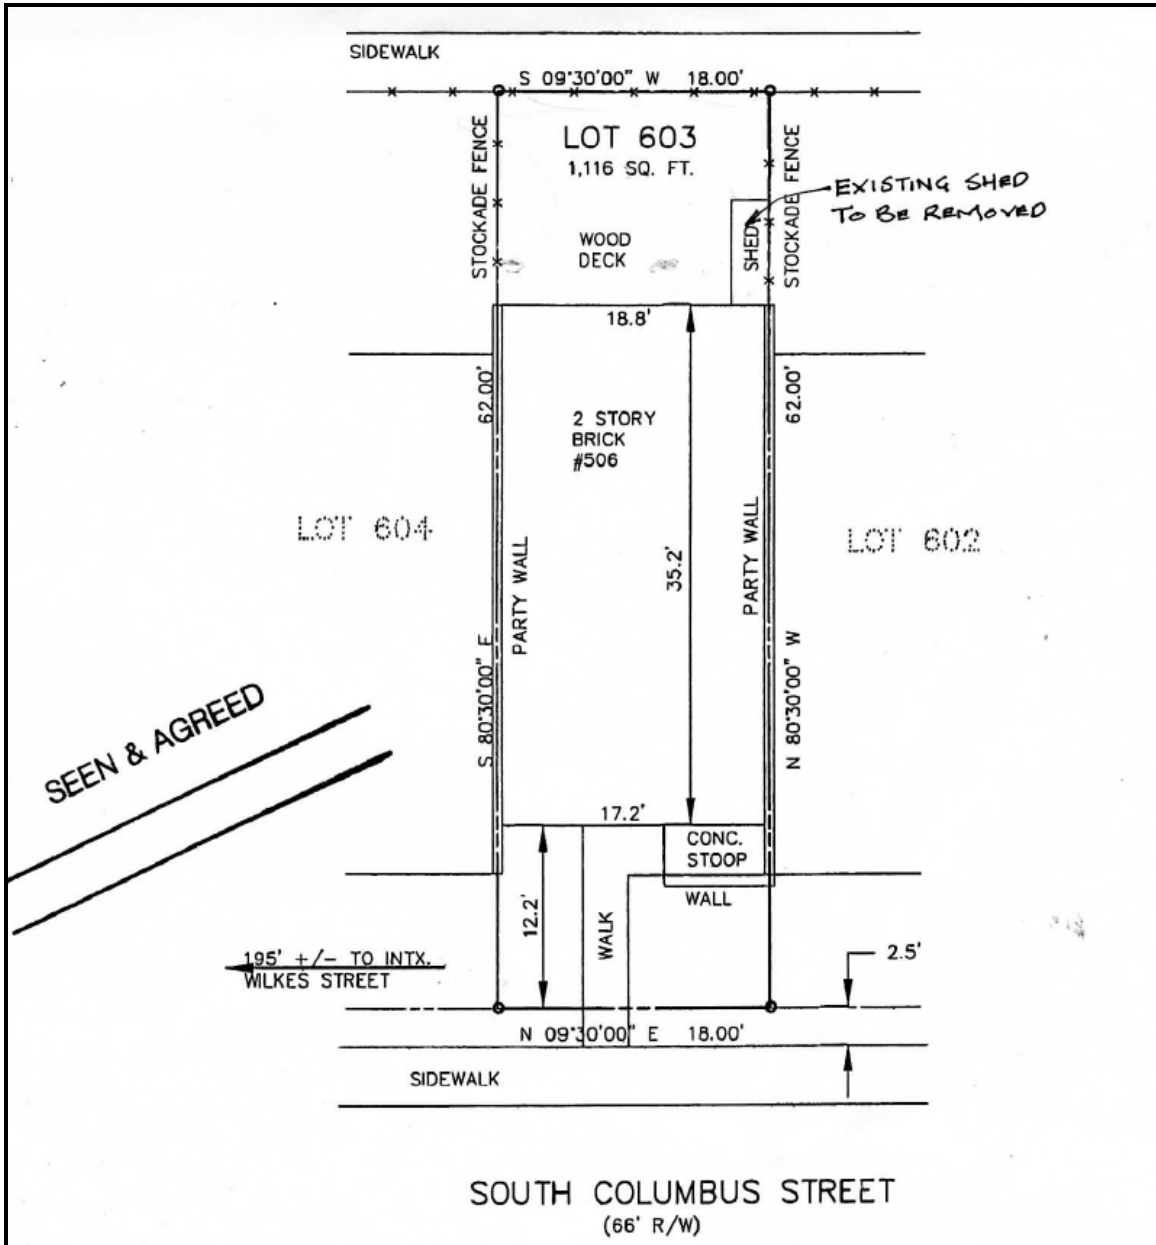 SIDEWALK
S 09°30'00" W 18.00'
LOT 603
1,116 SQ. FT.
STOCKADE FENCE
STOCKADE FENCE
EXISTING SHED
TO BE REMOVED
WOOD
DECK
SHED
18.8'
62.00'
62.00'
2 STORY
BRICK
#506
LOT 604
LOT 602
35.2'
PARTY WALL
PARTY WALL
S 80°30'00" E
N 80°30'00" W
SEEN & AGREED
17.2'
CONC.
STOOP
WALL
12.2'
WALK
2.5'
195' +/- TO INTX.
WILKES STREET
N 09°30'00" E 18.00'
SIDEWALK
SOUTH COLUMBUS STREET
(66' R/W)